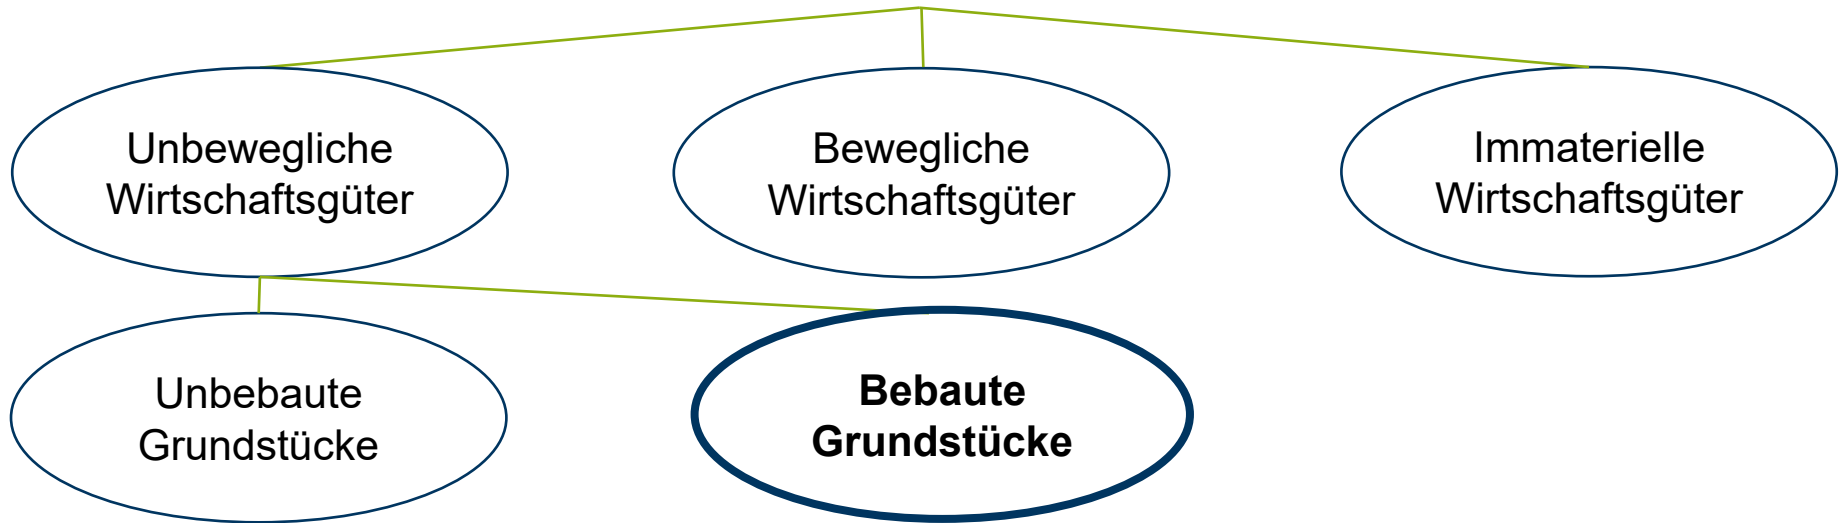 Unbewegliche
Wirtschaftsgüter
Bewegliche
Wirtschaftsgüter
Immaterielle
Wirtschaftsgüter
Unbebaute
Grundstücke
Bebaute
Grundstücke